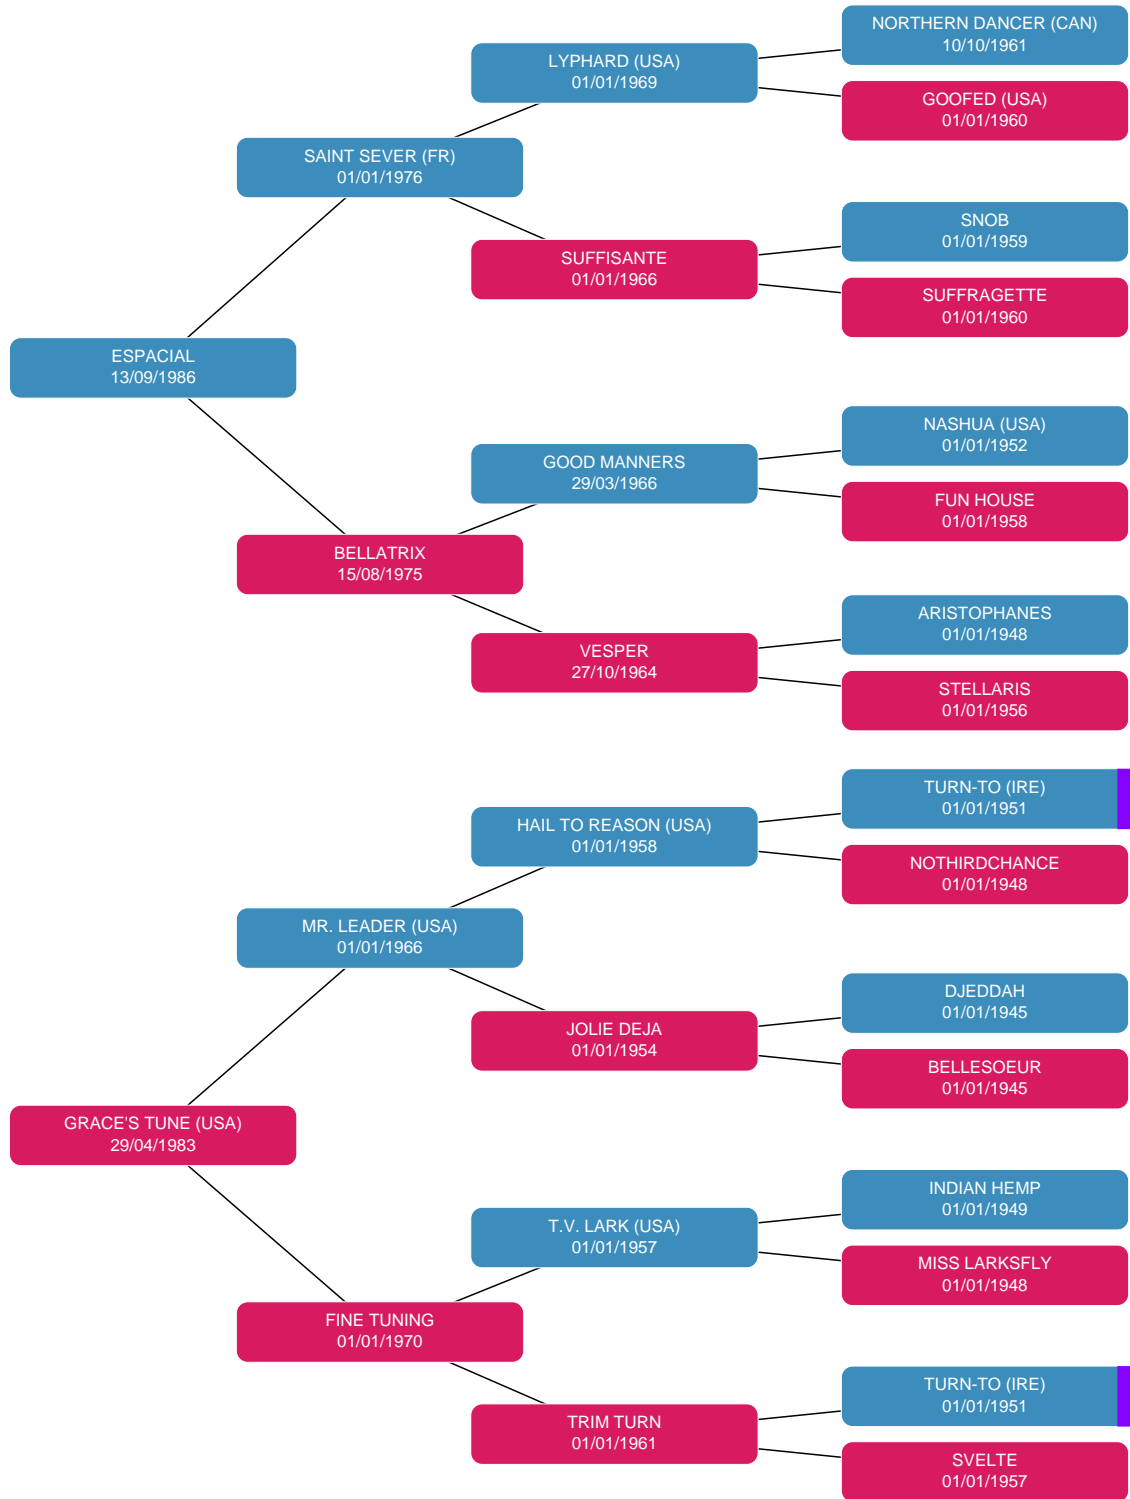 NORTHERN DANCER (CAN)
10/10/1961
LYPHARD (USA)
01/01/1969
GOOFED (USA)
01/01/1960
SAINT SEVER (FR)
01/01/1976
SNOB
01/01/1959
SUFFISANTE
01/01/1966
SUFFRAGETTE
01/01/1960
ESPACIAL
13/09/1986
NASHUA (USA)
01/01/1952
GOOD MANNERS
29/03/1966
FUN HOUSE
01/01/1958
BELLATRIX
15/08/1975
ARISTOPHANES
01/01/1948
VESPER
27/10/1964
STELLARIS
01/01/1956
TURN-TO (IRE)
01/01/1951
HAIL TO REASON (USA)
01/01/1958
NOTHIRDCHANCE
01/01/1948
MR. LEADER (USA)
01/01/1966
DJEDDAH
01/01/1945
JOLIE DEJA
01/01/1954
BELLESOEUR
01/01/1945
GRACE'S TUNE (USA)
29/04/1983
INDIAN HEMP
01/01/1949
T.V. LARK (USA)
01/01/1957
MISS LARKSFLY
01/01/1948
FINE TUNING
01/01/1970
TURN-TO (IRE)
01/01/1951
TRIM TURN
01/01/1961
SVELTE
01/01/1957